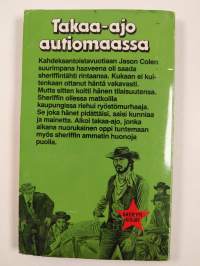 Takaa-ajo
autiomaassa
Kahdeksantoistavuotiaan Jason Colen
suurimpana haaveena oli saada
sheriffintähti rintaansa. Kukaan ei kui-
tenkaan ottanut häntä vakavasti.
Mutta sitten koitti hänen tilaisuutensa.
Sheriffin ollessa matkoilla
kaupungissa riehui ryöstömurhaaja.
Se joka hänet pidättäisi, saisi kunniaa
ja mainetta. Alkoi takaa-ajo, jonka
aikana nuorukainen oppi tuntemaan
myös sheriffin ammatin huonoja
puolia.